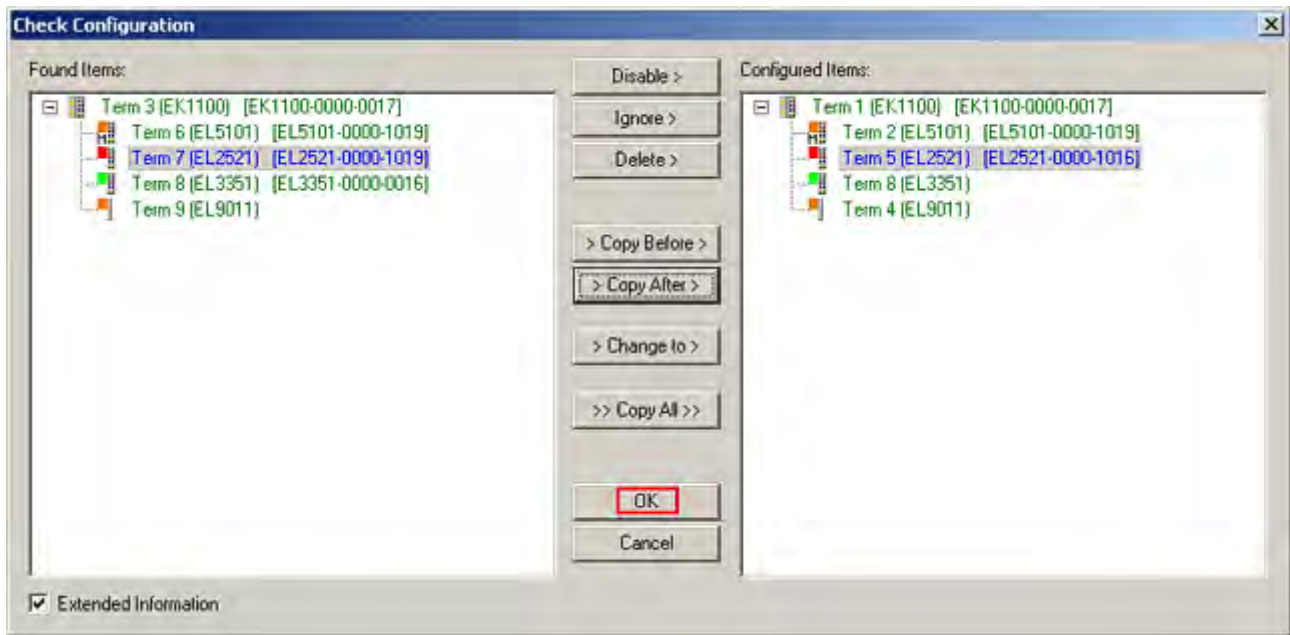 Check Configuration
Found Items:
Term 3 (EK1100) [EK1100-0000-0017]
Term 6 (EL5101) [EL5101-0000-1019]
Term 7 (EL2521) [EL2521-0000-1019]
Term 8 (EL3351) [EL3351-0000-0016]
Term 9 (EL9011)
Disable >
Ignore >
Delete >
> Copy Before >
> Copy After >
> Change to >
>> Copy All >>
OK
Cancel
Configured Items:
Term 1 (EK1100) [EK1100-0000-0017]
Term 2 (EL5101) [EL5101-0000-1019]
Term 5 (EL2521) [EL2521-0000-1016]
Term 8 (EL3351)
Term 4 (EL9011)
Extended Information